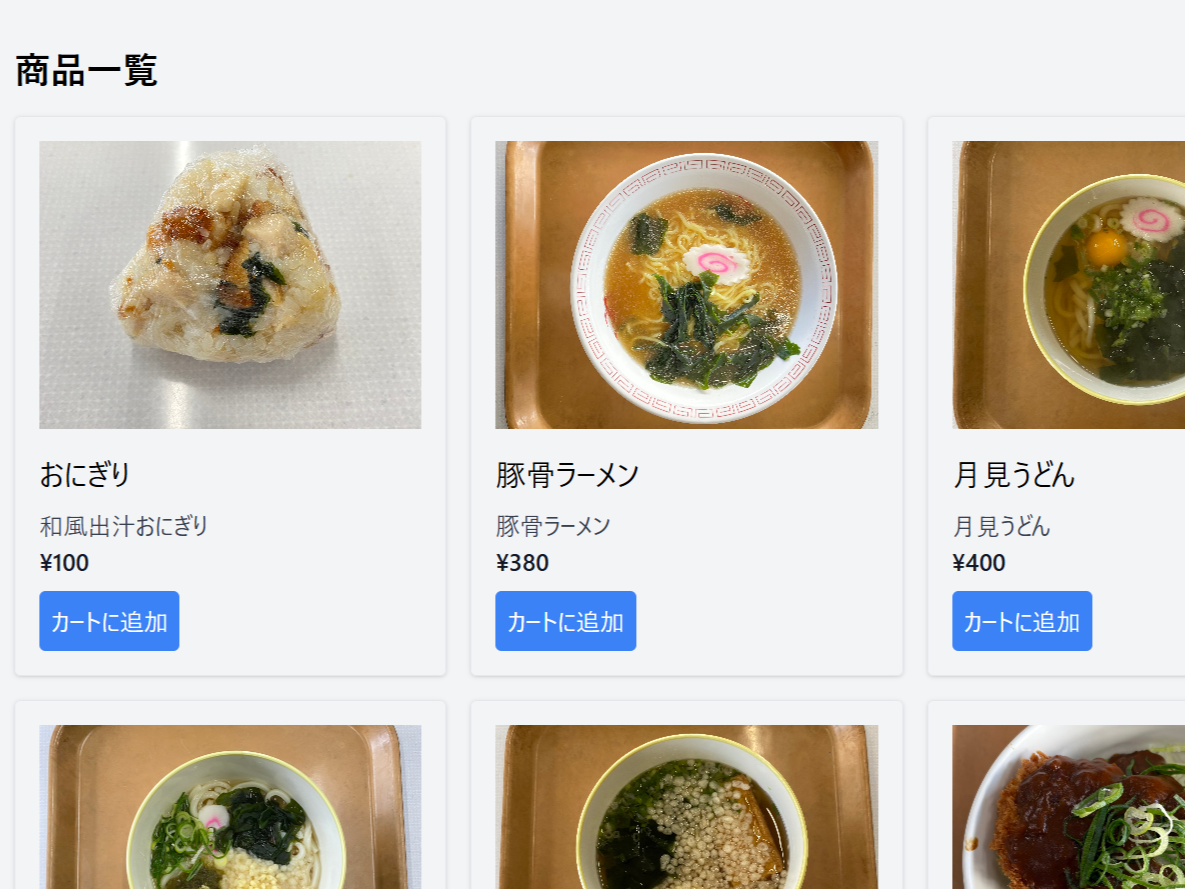 商品一覧
おにぎり
和風出汁おにぎり
¥100
カートに追加
豚骨ラーメン
豚骨ラーメン
¥380
カートに追加
月見うどん
月見うどん
¥400
カートに追加